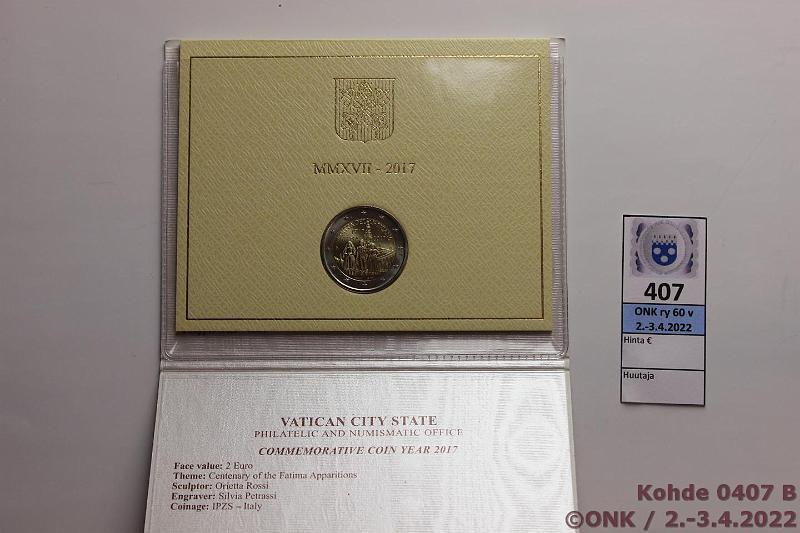 MMXVII - 2017
407
ONK ry 60 v
2.-3.4.2022
Hinta €
Huutaja
VATICAN CITY STATE
PHILATELIC AND NUMISMATIC OFFICE
COMMEMORATIVE COIN YEAR 2017
Face value: 2 Euro
Theme: Centenary of the Fatima Apparitions
Sculptor: Orietta Rossi
Engraver: Silvia Petrassi
Coinage: IPZS – Italy
Kohde 0407 B
©ONK / 2.-3.4.2022